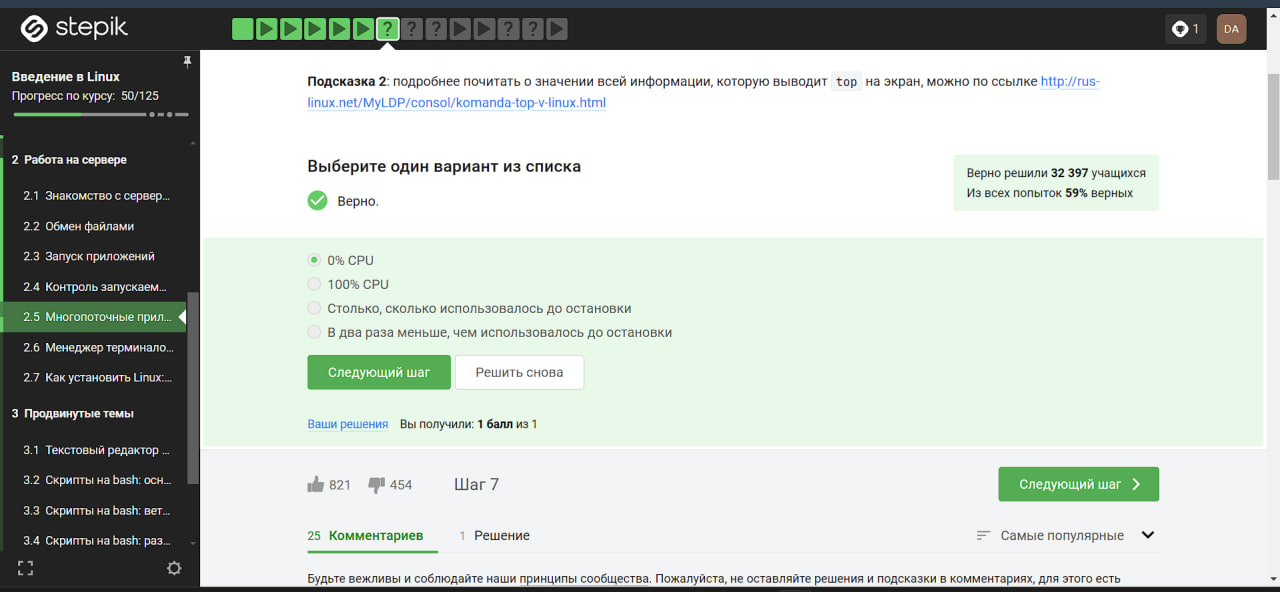 stepik
?
? ? ? ?
1
DA
Введение в Linux
Прогресс по курсу: 50/125
2 Работа на сервере
2.1 Знакомство с сервер...
2.2 Обмен файлами
2.3 Запуск приложений
2.4 Контроль запускаем...
2.5 Многопоточные прил...
2.6 Менеджер терминало...
2.7 Как установить Linux:...
3 Продвинутые темы
3.1 Текстовый редактор ...
3.2 Скрипты на bash: осн...
3.3 Скрипты на bash: вет...
3.4 Скрипты на bash: раз...
Подсказка 2: подробнее почитать о значении всей информации, которую выводит top на экран, можно по ссылке http://rus-
linux.net/MyLDP/consol/komanda-top-v-linux.html
Выберите один вариант из списка
Верно.
Верно решили 32 397 учащихся
Из всех попыток 59% верных
0% CPU
100% CPU
Столько, сколько использовалось до остановки
В два раза меньше, чем использовалось до остановки
Следующий шаг
Решить снова
Ваши решения Вы получили: 1 балл из 1
821 454 Шаг 7
Следующий шаг
25 Комментариев 1 Решение
Самые популярные
Будьте вежливы и соблюдайте наши принципы сообщества. Пожалуйста, не оставляйте решения и подсказки в комментариях, для этого есть